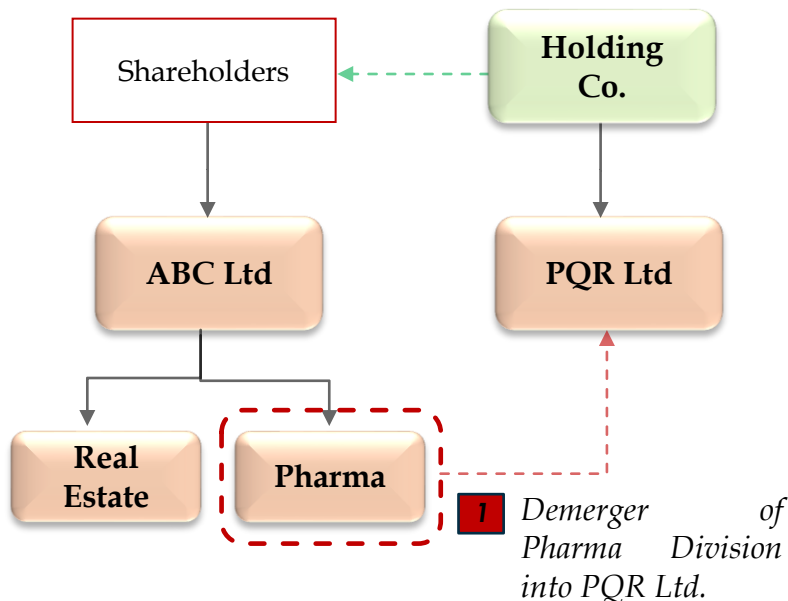 Shareholders
Holding
Co.
ABC Ltd
PQR Ltd
Real
Estate
Pharma
1
Demerger of
Pharma Division
into PQR Ltd.